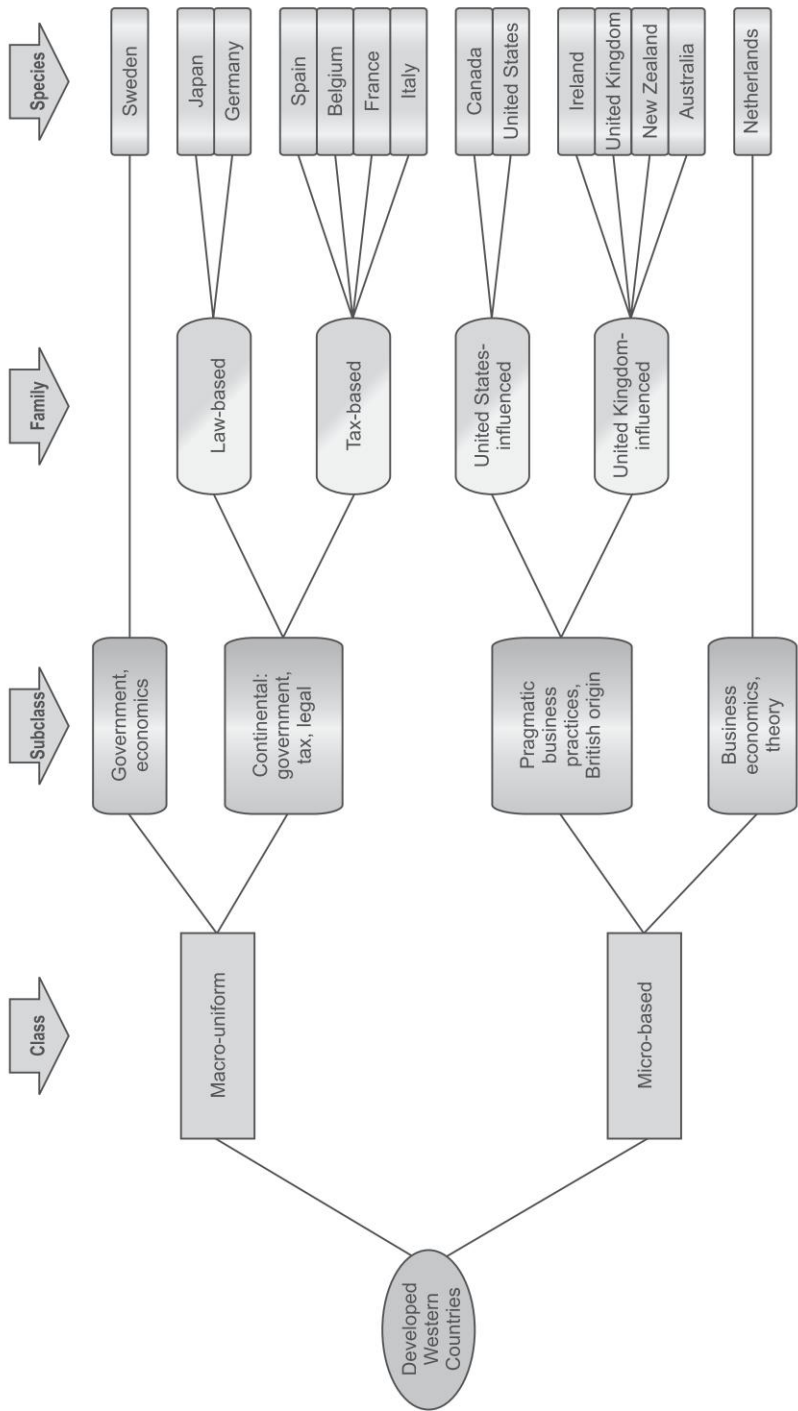 Class
Subclass
Family
Species
Developed
Western
Countries
Macro-uniform
Micro-based
Government,
economics
Continental:
government,
tax, legal
Pragmatic
business
practices,
British origin
Business
economics,
theory
Law-based
Tax-based
United States-
influenced
United Kingdom-
influenced
Sweden
Japan
Germany
Spain
Belgium
France
Italy
Canada
United States
Ireland
United Kingdom
New Zealand
Australia
Netherlands